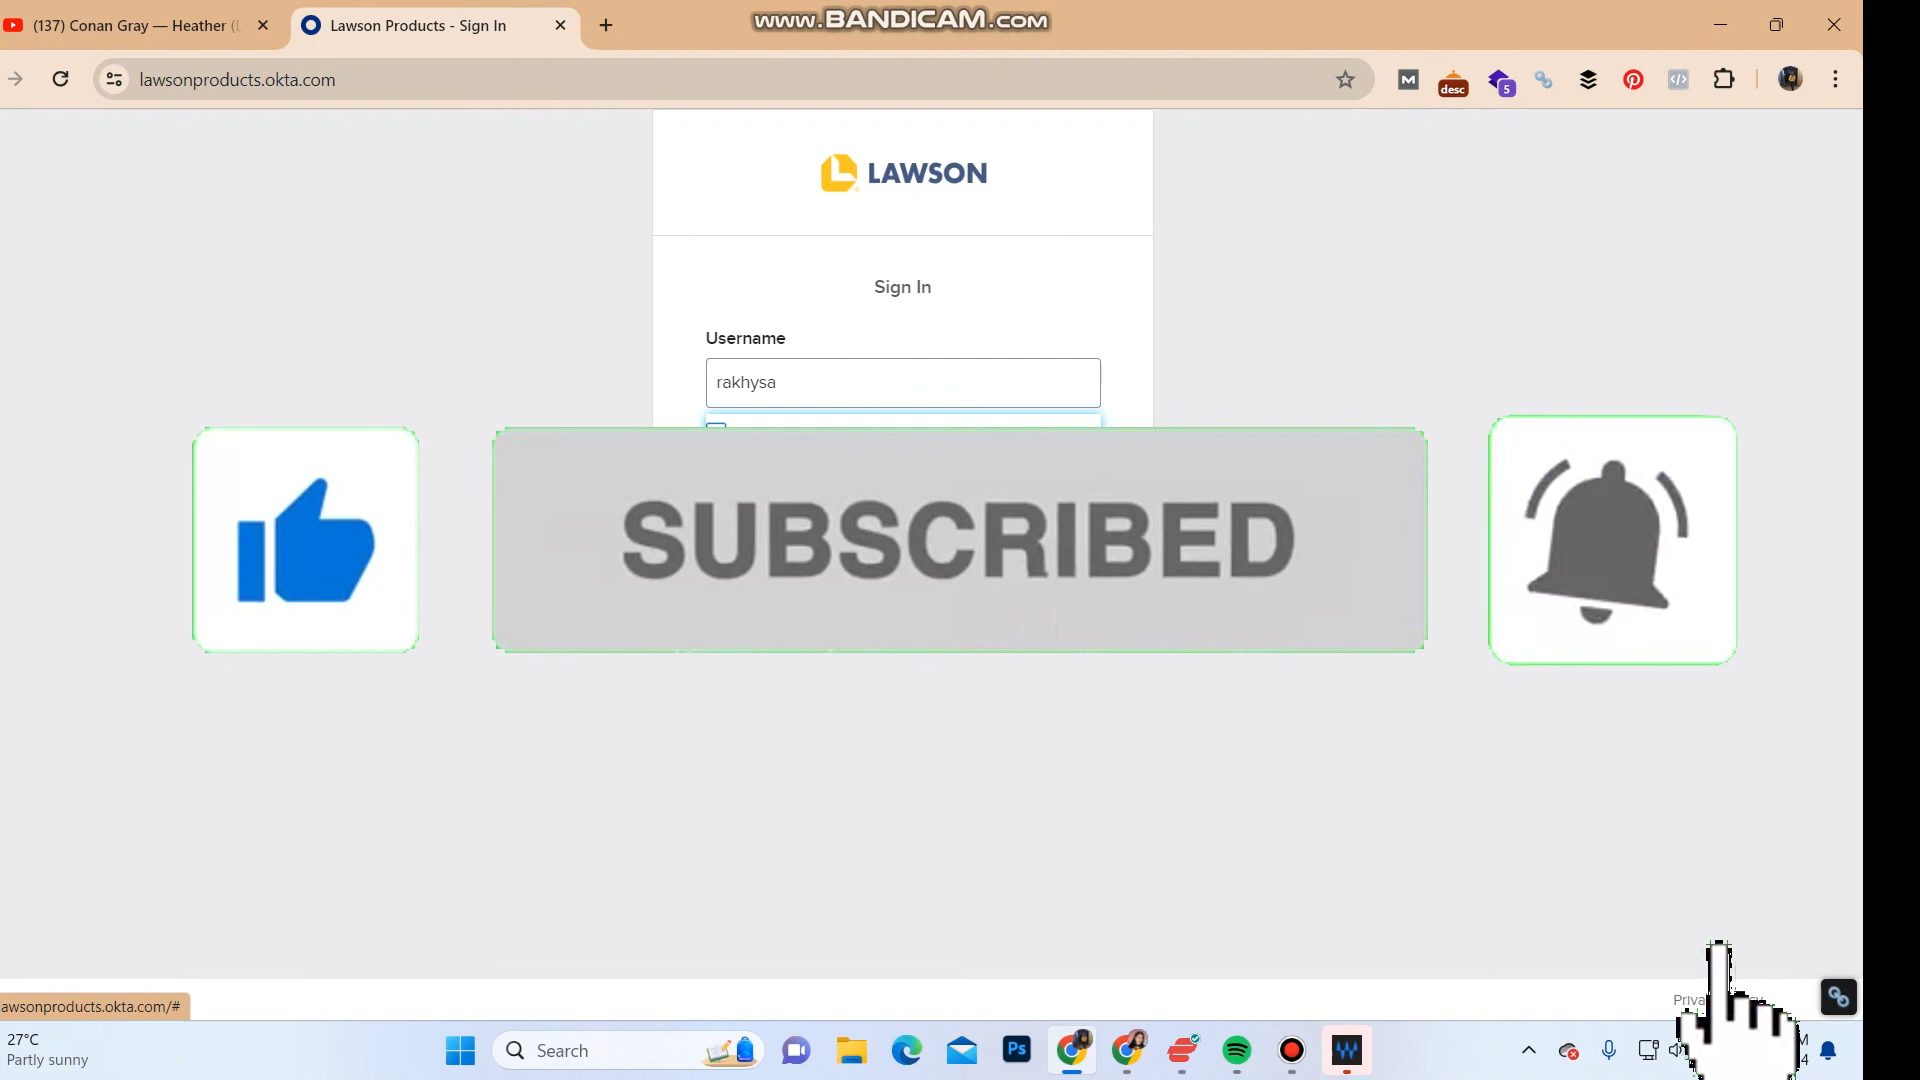 (137) Conan Gray — Heather (L
Lawson Products - Sign In
www.BANDICAM.com
lawsonproducts.okta.com
desc
5
LAWSON
Sign In
Username
rakhysa
SUBSCRIBED
awsonproducts.okta.com/#
27°C
Partly sunny
Search
Ps